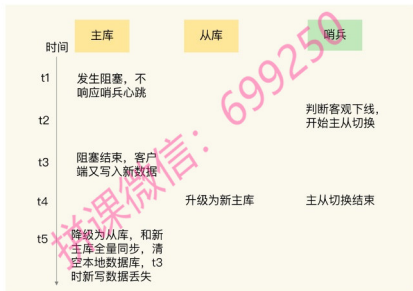 主库 从库 哨兵
时间
t1 发生阻塞，不
响应哨兵心跳
t2 判断客观下线，
开始主从切换
t3 阻塞结束，客户
端又写入新数据
t4 升级为新主库 主从切换结束
t5 降级为从库，和新
主库全量同步，清
空本地数据库，t3
时新写数据丢失
拼课微信：699250